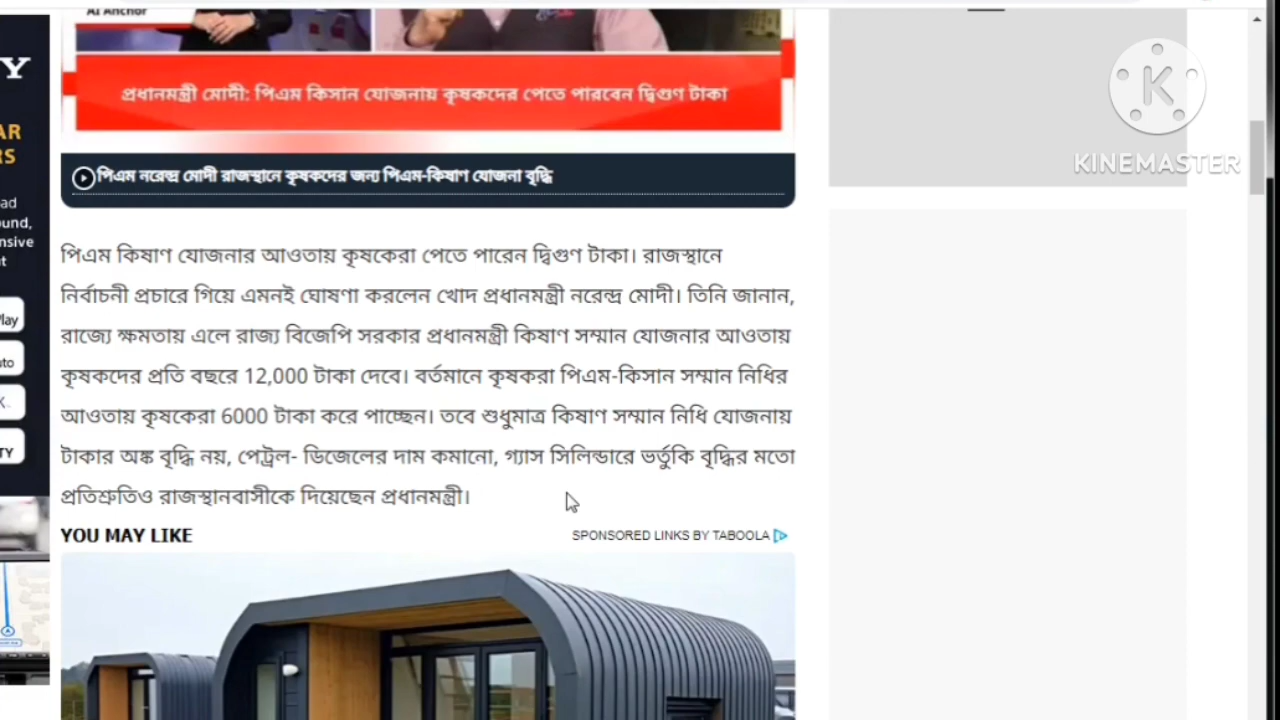 AI Anchor
প্রধানমন্ত্রী মোদী: পিএম কিসান যোজনায় কৃষকদের পেতে পারবেন দ্বিগুণ টাকা
পিএম নরেন্দ্র মোদী রাজস্থানে কৃষকদের জন্য পিএম-কিষাণ যোজনা বৃদ্ধি
পিএম কিষাণ যোজনার আওতায় কৃষকেরা পেতে পারেন দ্বিগুণ টাকা। রাজস্থানে
নির্বাচনী প্রচারে গিয়ে এমনই ঘোষণা করলেন খোদ প্রধানমন্ত্রী নরেন্দ্র মোদী। তিনি জানান,
রাজ্যে ক্ষমতায় এলে রাজ্য বিজেপি সরকার প্রধানমন্ত্রী কিষাণ সম্মান যোজনার আওতায়
কৃষকদের প্রতি বছরে 12,000 টাকা দেবে। বর্তমানে কৃষকরা পিএম-কিসান সম্মান নিধির
আওতায় কৃষকেরা 6000 টাকা করে পাচ্ছেন। তবে শুধুমাত্র কিষাণ সম্মান নিধি যোজনায়
টাকার অঙ্ক বৃদ্ধি নয়, পেট্রল- ডিজেলের দাম কমানো, গ্যাস সিলিন্ডারে ভর্তুকি বৃদ্ধির মতো
প্রতিশ্রুতিও রাজস্থানবাসীকে দিয়েছেন প্রধানমন্ত্রী।
YOU MAY LIKE
SPONSORED LINKS BY TABOOLA
K
KINEMASTER